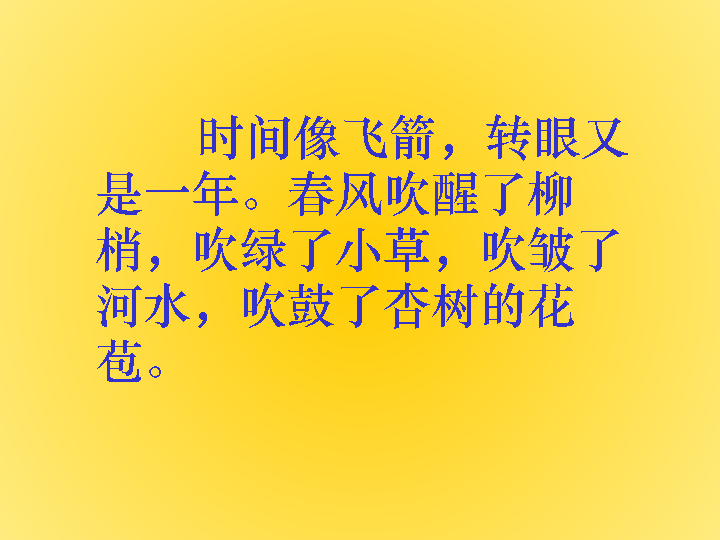 时间像飞箭，转眼又
是一年。春风吹醒了柳
梢，吹绿了小草，吹皱了
河水，吹鼓了杏树的花
苞。